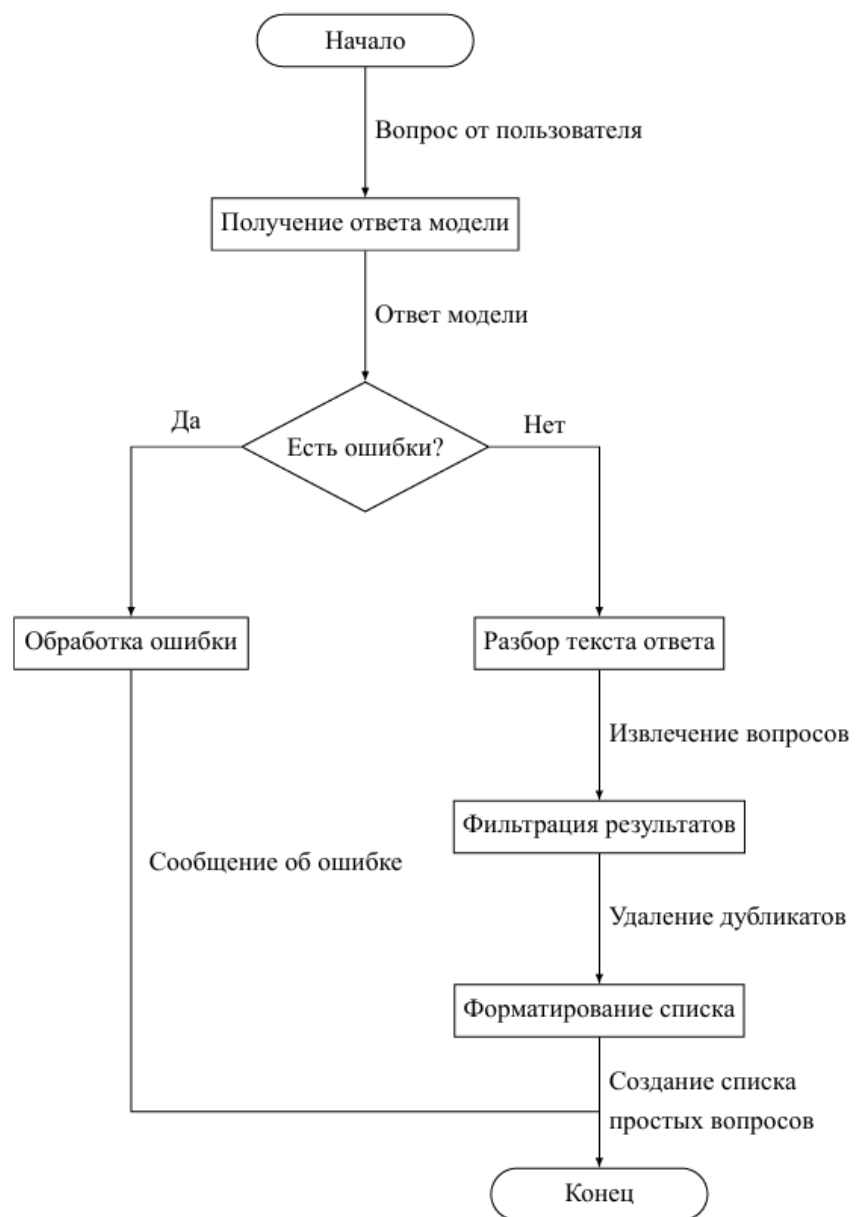 Начало
Вопрос от пользователя
Получение ответа модели
Ответ модели
Да
Нет
Есть ошибки?
Обработка ошибки
Разбор текста ответа
Извлечение вопросов
Фильтрация результатов
Сообщение об ошибке
Удаление дубликатов
Форматирование списка
Создание списка
простых вопросов
Конец